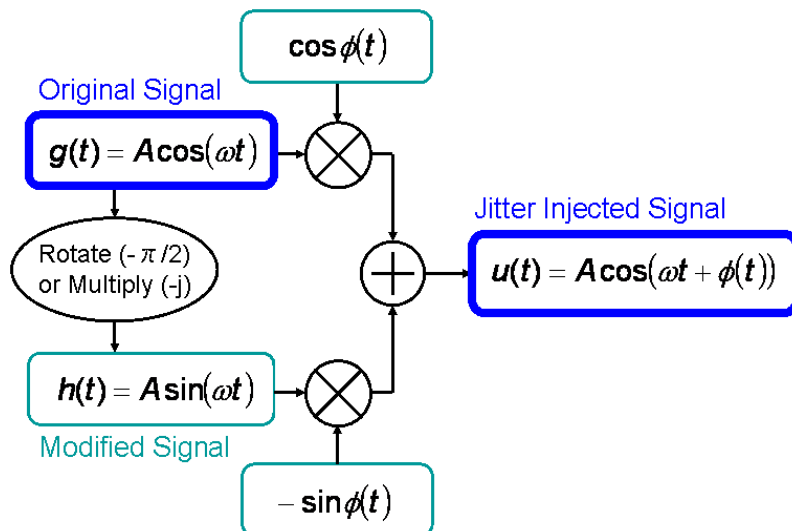 cos ϕ(t)
Original Signal
g(t) = A cos(ωt)
Jitter Injected Signal
Rotate (- π/2)
or Multiply (-j)
u(t) = A cos(ωt + ϕ(t))
h(t) = A sin(ωt)
Modified Signal
− sin ϕ(t)